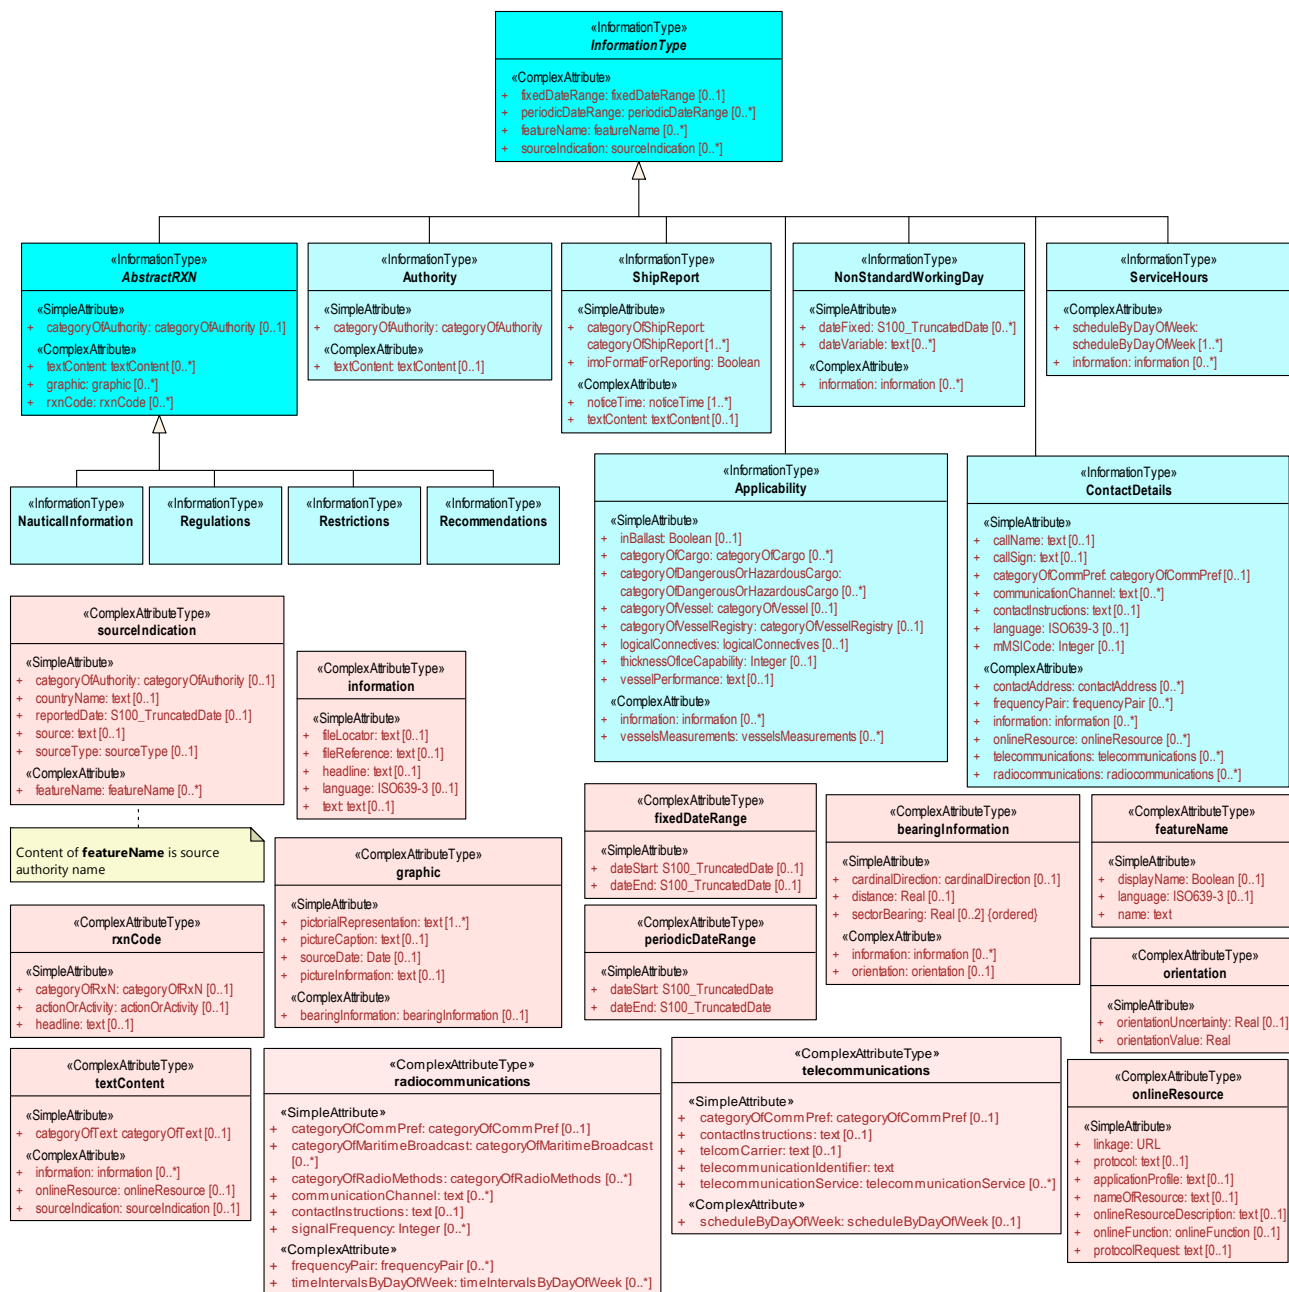 «InformationType»
InformationType
«ComplexAttribute»
+ fixedDateRange: fixedDateRange [0..1]
+ periodicDateRange: periodicDateRange [0..*]
+ featureName: featureName [0..*]
+ sourceIndication: sourceIndication [0..*]
«InformationType»
AbstractRXN
«SimpleAttribute»
+ categoryOfAuthority: categoryOfAuthority [0..1]
«ComplexAttribute»
+ textContent: textContent [0..*]
+ graphic: graphic [0..*]
+ rxnCode: rxnCode [0..*]
«InformationType»
Authority
«SimpleAttribute»
+ categoryOfAuthority: categoryOfAuthority
«ComplexAttribute»
+ textContent: textContent [0..1]
«InformationType»
ShipReport
«SimpleAttribute»
+ categoryOfShipReport:
categoryOfShipReport [1..*]
+ imoFormatForReporting: Boolean
«ComplexAttribute»
+ noticeTime: noticeTime [1..*]
+ textContent: textContent [0..1]
«InformationType»
NonStandardWorkingDay
«SimpleAttribute»
+ dateFixed: S100_TruncatedDate [0..*]
+ dateVariable: text [0..*]
«ComplexAttribute»
+ information: information [0..*]
«InformationType»
ServiceHours
«ComplexAttribute»
+ scheduleByDayOfWeek:
scheduleByDayOfWeek [1..*]
+ information: information [0..*]
«InformationType»
NauticalInformation
«InformationType»
Regulations
«InformationType»
Restrictions
«InformationType»
Recommendations
«InformationType»
Applicability
«SimpleAttribute»
+ inBallast: Boolean [0..1]
+ categoryOfCargo: categoryOfCargo [0..*]
+ categoryOfDangerousOrHazardousCargo:
categoryOfDangerousOrHazardousCargo [0..*]
+ categoryOfVessel: categoryOfVessel [0..1]
+ categoryOfVesselRegistry: categoryOfVesselRegistry [0..1]
+ logicalConnectives: logicalConnectives [0..1]
+ thicknessOfIceCapability: Integer [0..1]
+ vesselPerformance: text [0..1]
«ComplexAttribute»
+ information: information [0..*]
+ vesselsMeasurements: vesselsMeasurements [0..*]
«InformationType»
ContactDetails
«SimpleAttribute»
+ callName: text [0..1]
+ callSign: text [0..1]
+ categoryOfCommPref: categoryOfCommPref [0..1]
+ communicationChannel: text [0..*]
+ contactInstructions: text [0..1]
+ language: ISO639-3 [0..1]
+ mMSICode: Integer [0..1]
«ComplexAttribute»
+ contactAddress: contactAddress [0..*]
+ frequencyPair: frequencyPair [0..*]
+ information: information [0..*]
+ onlineResource: onlineResource [0..*]
+ telecommunications: telecommunications [0..*]
+ radiocommunications: radiocommunications [0..*]
«ComplexAttributeType»
sourceIndication
«SimpleAttribute»
+ categoryOfAuthority: categoryOfAuthority [0..1]
+ countryName: text [0..1]
+ reportedDate: S100_TruncatedDate [0..1]
+ source: text [0..1]
+ sourceType: sourceType [0..1]
«ComplexAttribute»
+ featureName: featureName [0..*]
Content of featureName is source
authority name
«ComplexAttributeType»
information
«SimpleAttribute»
+ fileLocator: text [0..1]
+ fileReference: text [0..1]
+ headline: text [0..1]
+ language: ISO639-3 [0..1]
+ text: text [0..1]
«ComplexAttributeType»
fixedDateRange
«SimpleAttribute»
+ dateStart: S100_TruncatedDate [0..1]
+ dateEnd: S100_TruncatedDate [0..1]
«ComplexAttributeType»
bearingInformation
«SimpleAttribute»
+ cardinalDirection: cardinalDirection [0..1]
+ distance: Real [0..1]
+ sectorBearing: Real [0..2] {ordered}
«ComplexAttribute»
+ information: information [0..*]
+ orientation: orientation [0..1]
«ComplexAttributeType»
featureName
«SimpleAttribute»
+ displayName: Boolean [0..1]
+ language: ISO639-3 [0..1]
+ name: text
«ComplexAttributeType»
graphic
«SimpleAttribute»
+ pictorialRepresentation: text [1..*]
+ pictureCaption: text [0..1]
+ sourceDate: Date [0..1]
+ pictureInformation: text [0..1]
«ComplexAttribute»
+ bearingInformation: bearingInformation [0..1]
«ComplexAttributeType»
rxnCode
«SimpleAttribute»
+ categoryOfRxN: categoryOfRxN [0..1]
+ actionOrActivity: actionOrActivity [0..1]
+ headline: text [0..1]
«ComplexAttributeType»
periodicDateRange
«SimpleAttribute»
+ dateStart: S100_TruncatedDate
+ dateEnd: S100_TruncatedDate
«ComplexAttributeType»
orientation
«SimpleAttribute»
+ orientationUncertainty: Real [0..1]
+ orientationValue: Real
«ComplexAttributeType»
textContent
«SimpleAttribute»
+ categoryOfText: categoryOfText [0..1]
«ComplexAttribute»
+ information: information [0..*]
+ onlineResource: onlineResource [0..1]
+ sourceIndication: sourceIndication [0..1]
«ComplexAttributeType»
radiocommunications
«SimpleAttribute»
+ categoryOfCommPref: categoryOfCommPref [0..1]
+ categoryOfMaritimeBroadcast: categoryOfMaritimeBroadcast
[0..*]
+ categoryOfRadioMethods: categoryOfRadioMethods [0..*]
+ communicationChannel: text [0..*]
+ contactInstructions: text [0..1]
+ signalFrequency: Integer [0..*]
«ComplexAttribute»
+ frequencyPair: frequencyPair [0..*]
+ timeIntervalsByDayOfWeek: timeIntervalsByDayOfWeek [0..*]
«ComplexAttributeType»
telecommunications
«SimpleAttribute»
+ categoryOfCommPref: categoryOfCommPref [0..1]
+ contactInstructions: text [0..1]
+ telcomCarrier: text [0..1]
+ telecommunicationIdentifier: text
+ telecommunicationService: telecommunicationService [0..*]
«ComplexAttribute»
+ scheduleByDayOfWeek: scheduleByDayOfWeek [0..1]
«ComplexAttributeType»
onlineResource
«SimpleAttribute»
+ linkage: URL
+ protocol: text [0..1]
+ applicationProfile: text [0..1]
+ nameOfResource: text [0..1]
+ onlineResourceDescription: text [0..1]
+ onlineFunction: onlineFunction [0..1]
+ protocolRequest: text [0..1]